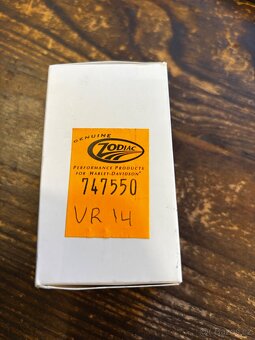 GENUINE
ZODIAC
PERFORMANCE PRODUCTS
FOR HARLEY-DAVIDSON
747550
VR 14